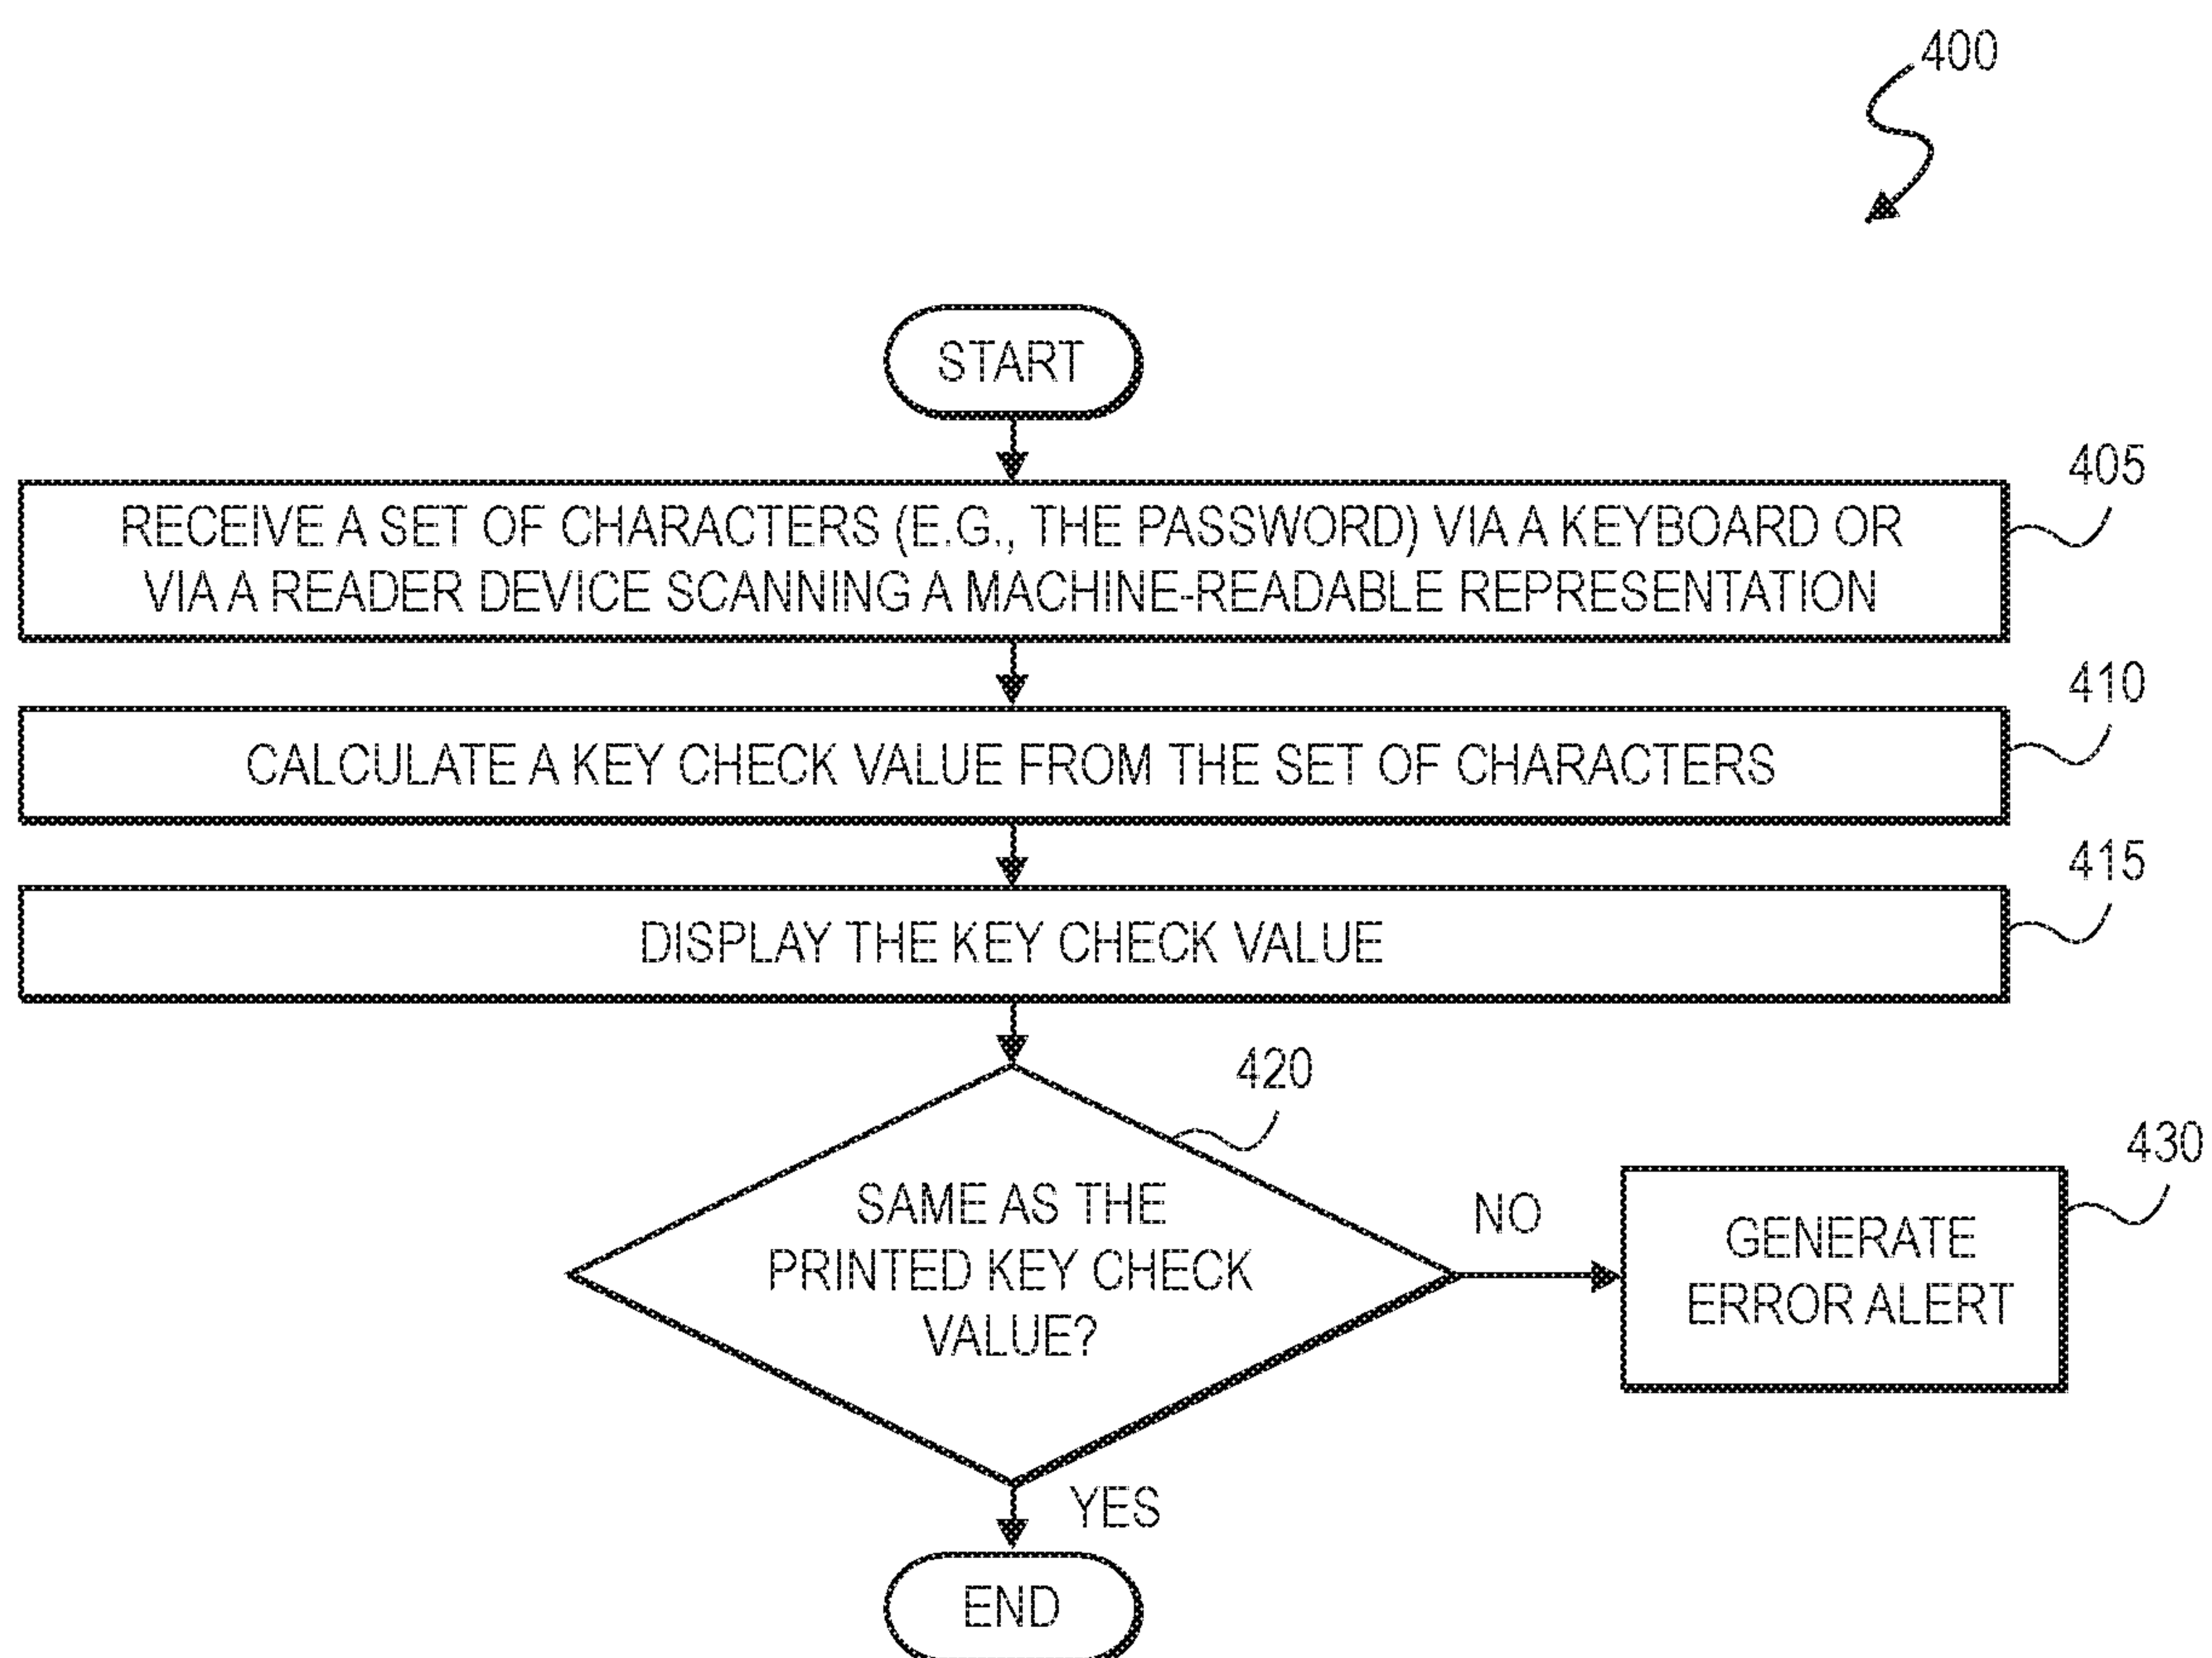 400
START
405
RECEIVE A SET OF CHARACTERS (E.G., THE PASSWORD) VIA A KEYBOARD OR
VIA A READER DEVICE SCANNING A MACHINE-READABLE REPRESENTATION
410
CALCULATE A KEY CHECK VALUE FROM THE SET OF CHARACTERS
415
DISPLAY THE KEY CHECK VALUE
420
SAME AS THE
PRINTED KEY CHECK
VALUE?
NO
430
GENERATE
ERROR ALERT
YES
END